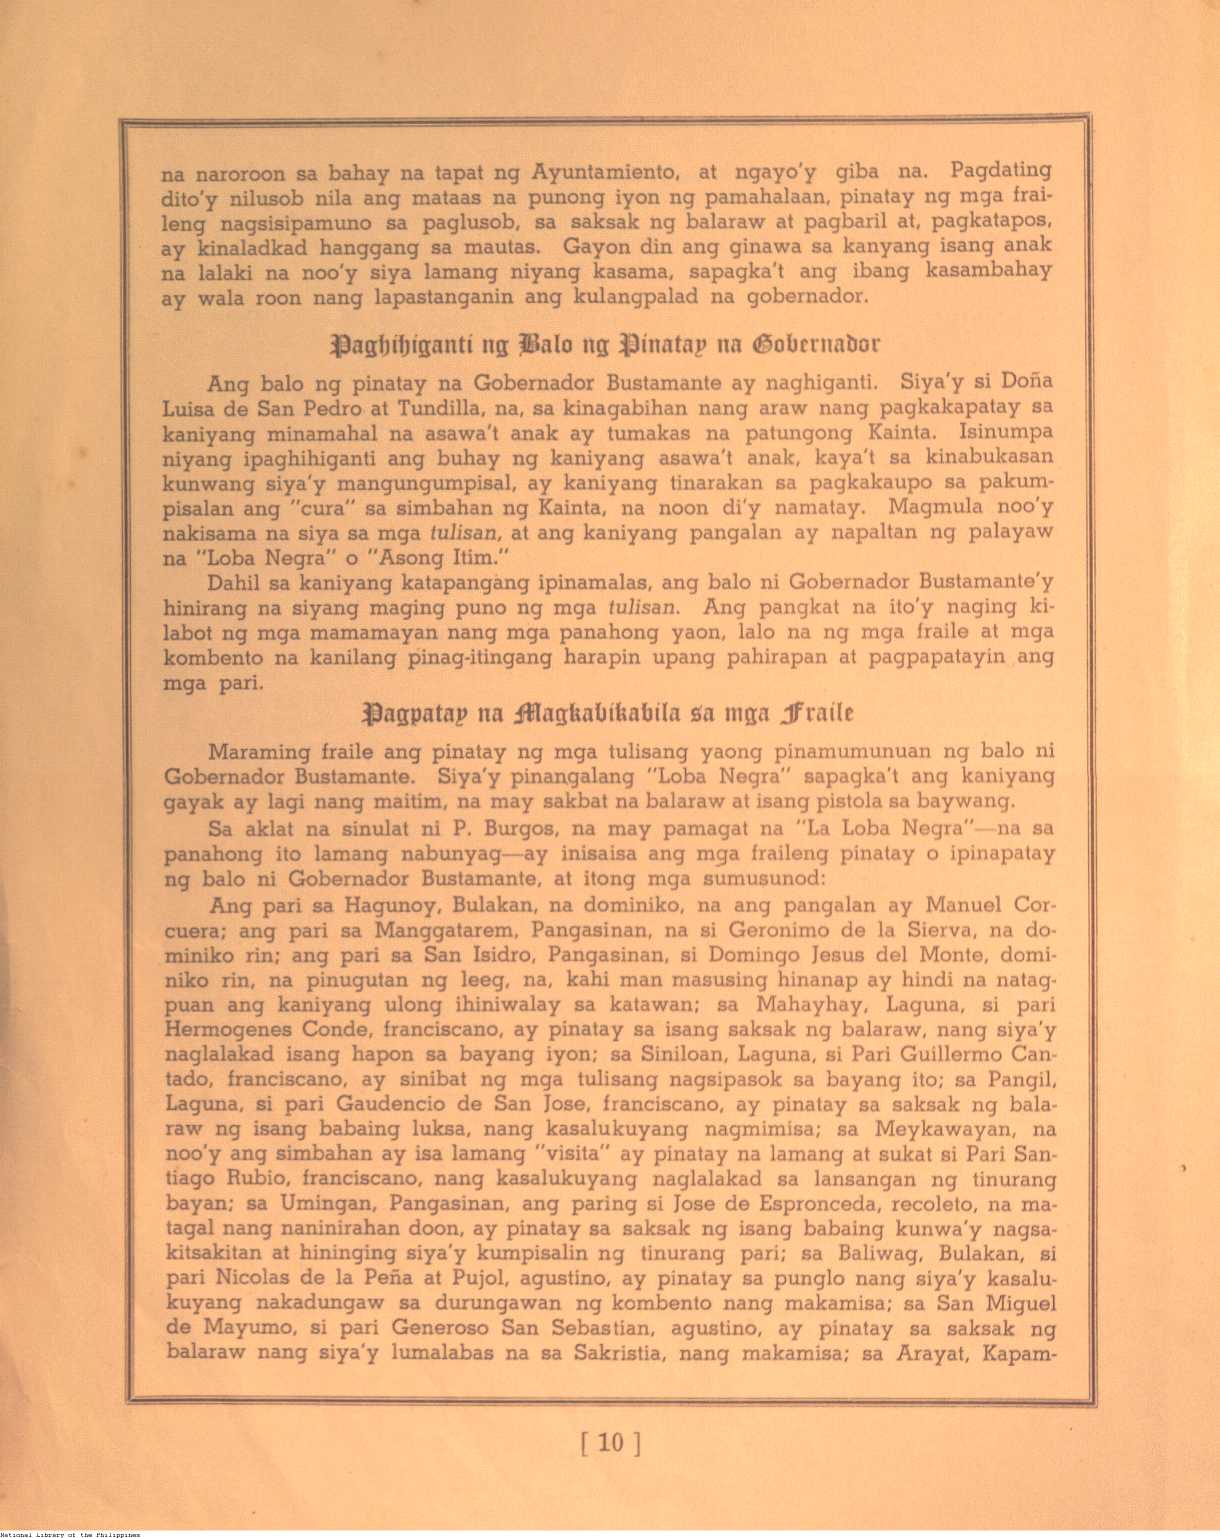 na naroroon sa bahay na tapat ng Ayuntamiento, at ngayo'y giba na. Pagdating
dito'y nilusob nila ang mataas na punong iyon ng pamahalaan, pinatay ng mga frai-
leng nagsisipamuno sa paglusob, sa saksak ng balaraw at pagbaril at, pagkatapos,
ay kinaladkad hanggang sa mautas. Gayon din ang ginawa sa kanyang isang anak
na lalaki na noo'y siya lamang niyang kasama, sapagka't ang ibang kasambahay
ay wala roon nang lapastanganin ang kulangpalad na gobernador.
Paghihiganti ng Balo ng Pinatay na Gobernador
Ang balo ng pinatay na Gobernador Bustamante ay naghiganti. Siya'y si Doña
Luisa de San Pedro at Tundilla, na, sa kinagabihan nang araw nang pagkakapatay sa
kaniyang minamahal na asawa't anak ay tumakas na patungong Kainta. Isinumpa
niyang ipaghihiganti ang buhay ng kaniyang asawa't anak, kaya't sa kinabukasan
kunwang siya'y mangungumpisal, ay kaniyang tinarakan sa pagkakaupo sa pakum-
pisalan ang "cura" sa simbahan ng Kainta, na noon di'y namatay. Magmula noo'y
nakisama na siya sa mga tulisan, at ang kaniyang pangalan ay napaltan ng palayaw
na "Loba Negra" o "Asong Itim."
Dahil sa kaniyang katapangang ipinamalas, ang balo ni Gobernador Bustamante'y
hinirang na siyang maging puno ng mga tulisan. Ang pangkat na ito'y naging ki-
labot ng mga mamamayan nang mga panahong yaon, lalo na ng mga fraile at mga
kombento na kanilang pinag-itingang harapin upang pahirapan at pagpapatayin ang
mga pari.
Pagpatay na Magkabikabila sa mga Fraile
Maraming fraile ang pinatay ng mga tulisang yaong pinamumunuan ng balo ni
Gobernador Bustamante. Siya'y pinangalang "Loba Negra" sapagka't ang kaniyang
gayak ay lagi nang maitim, na may sakbat na balaraw at isang pistola sa baywang.
Sa aklat na sinulat ni P. Burgos, na may pamagat na "La Loba Negra"—na sa
panahong ito lamang nabunyag—ay inisaisa ang mga fraileng pinatay o ipinapatay
ng balo ni Gobernador Bustamante, at itong mga sumusunod:
Ang pari sa Hagunoy, Bulakan, na dominiko, na ang pangalan ay Manuel Cor-
cuera; ang pari sa Manggatarem, Pangasinan, na si Geronimo de la Sierva, na do-
miniko rin; ang pari sa San Isidro, Pangasinan, si Domingo Jesus del Monte, domi-
niko rin, na pinugutan ng leeg, na, kahi man masusing hinanap ay hindi na natag-
puan ang kaniyang ulong ihiniwalay sa katawan; sa Mahayhay, Laguna, si pari
Hermogenes Conde, franciscano, ay pinatay sa isang saksak ng balaraw, nang siya'y
naglalakad isang hapon sa bayang iyon; sa Siniloan, Laguna, si Pari Guillermo Can-
tado, franciscano, ay sinibat ng mga tulisang nagsipasok sa bayang ito; sa Pangil,
Laguna, si pari Gaudencio de San Jose, franciscano, ay pinatay sa saksak ng bala-
raw ng isang babaing luksa, nang kasalukuyang nagmimisa; sa Meykawayan, na
noo'y ang simbahan ay isa lamang "visita" ay pinatay na lamang at sukat si Pari San-
tiago Rubio, franciscano, nang kasalukuyang naglalakad sa lansangan ng tinurang
bayan; sa Umingan, Pangasinan, ang paring si Jose de Espronceda, recoleto, na ma-
tagal nang naninirahan doon, ay pinatay sa saksak ng isang babaing kunwa'y nagsa-
kitsakitan at hininging siya'y kumpisalin ng tinurang pari; sa Baliwag, Bulakan, si
pari Nicolas de la Peña at Pujol, agustino, ay pinatay sa punglo nang siya'y kasalu-
kuyang nakadungaw sa durungawan ng kombento nang makamisa; sa San Miguel
de Mayumo, si pari Generoso San Sebastian, agustino, ay pinatay sa saksak ng
balaraw nang siya'y lumalabas na sa Sakristia, nang makamisa; sa Arayat, Kapam-
[ 10 ]
National Library of the Philippines